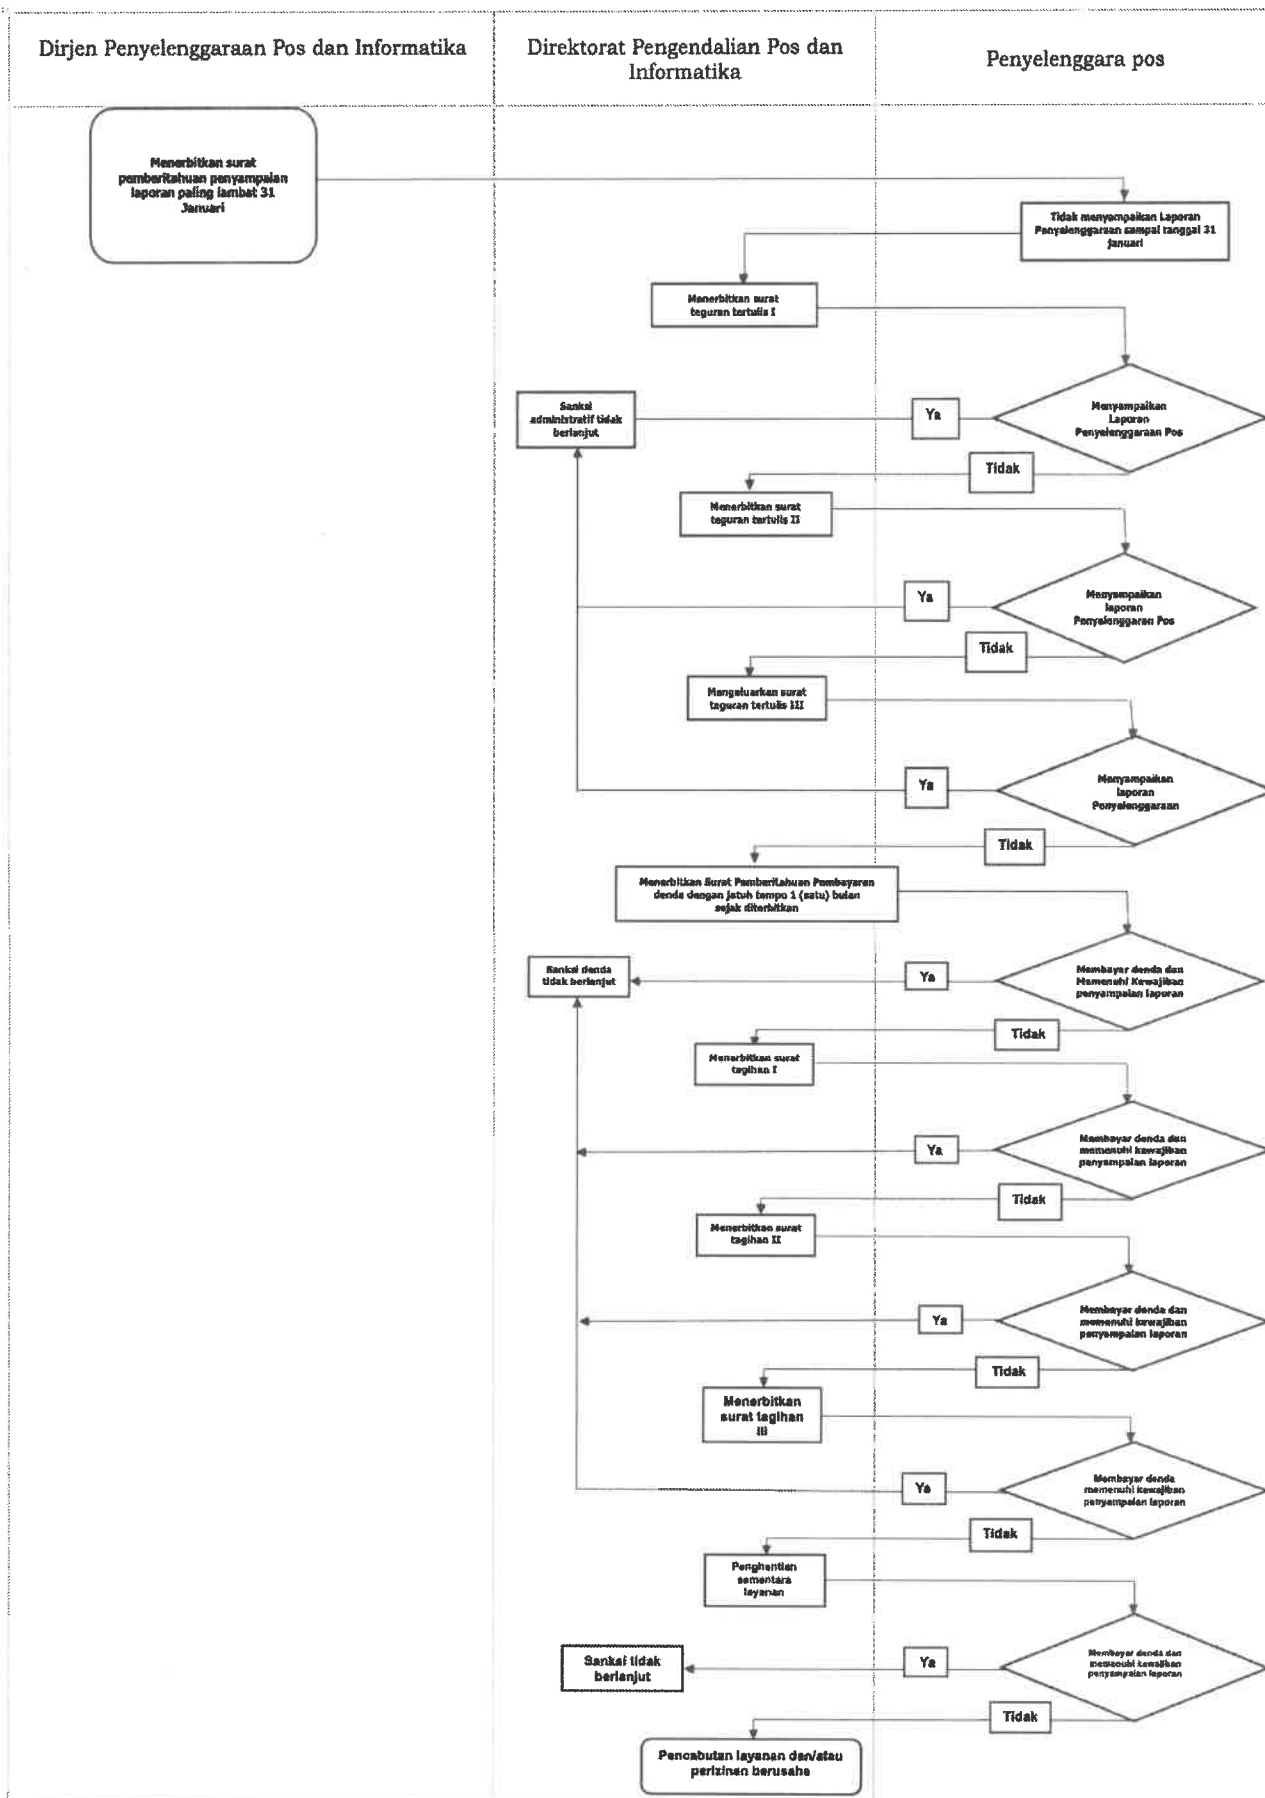 Dirjen Penyelenggaraan Pos dan Informatika
Direktorat Pengendalian Pos dan
Informatika
Penyelenggara pos
Menerbitkan surat
pemberitahuan penyampaian
laporan paling lambat 31
Januari
Tidak menyampaikan Laporan
Penyelenggaraan sampai tanggal 31
januari
Menerbitkan surat
teguran tertulis I
Menyampaikan
Laporan
Penyelenggaraan Pos
Ya
Sanksi
administratif tidak
berlanjut
Tidak
Menerbitkan surat
teguran tertulis II
Menyampaikan
laporan
Penyelenggaran Pos
Ya
Tidak
Mengeluarkan surat
teguran tertulis III
Menyampaikan
laporan
Penyelenggaraan
Ya
Tidak
Menerbitkan Surat Pemberitahuan Pembayaran
denda dengan jatuh tempo 1 (satu) bulan
sejak diterbitkan
Membayar denda dan
Memenuhi Kewajiban
penyampaian laporan
Ya
Sanksi denda
tidak berlanjut
Tidak
Menerbitkan surat
tagihan I
Membayar denda dan
memenuhi kewajiban
penyampaian laporan
Ya
Tidak
Menerbitkan surat
tagihan II
Membayar denda dan
memenuhi kewajiban
penyampaian laporan
Ya
Tidak
Menerbitkan
surat tagihan
III
Membayar denda
memenuhi kewajiban
penyampaian laporan
Ya
Tidak
Penghentian
sementara
layanan
Membayar denda dan
memenuhi kewajiban
penyampaian laporan
Ya
Sanksi tidak
berlanjut
Tidak
Pencabutan layanan dan/atau
perizinan berusaha